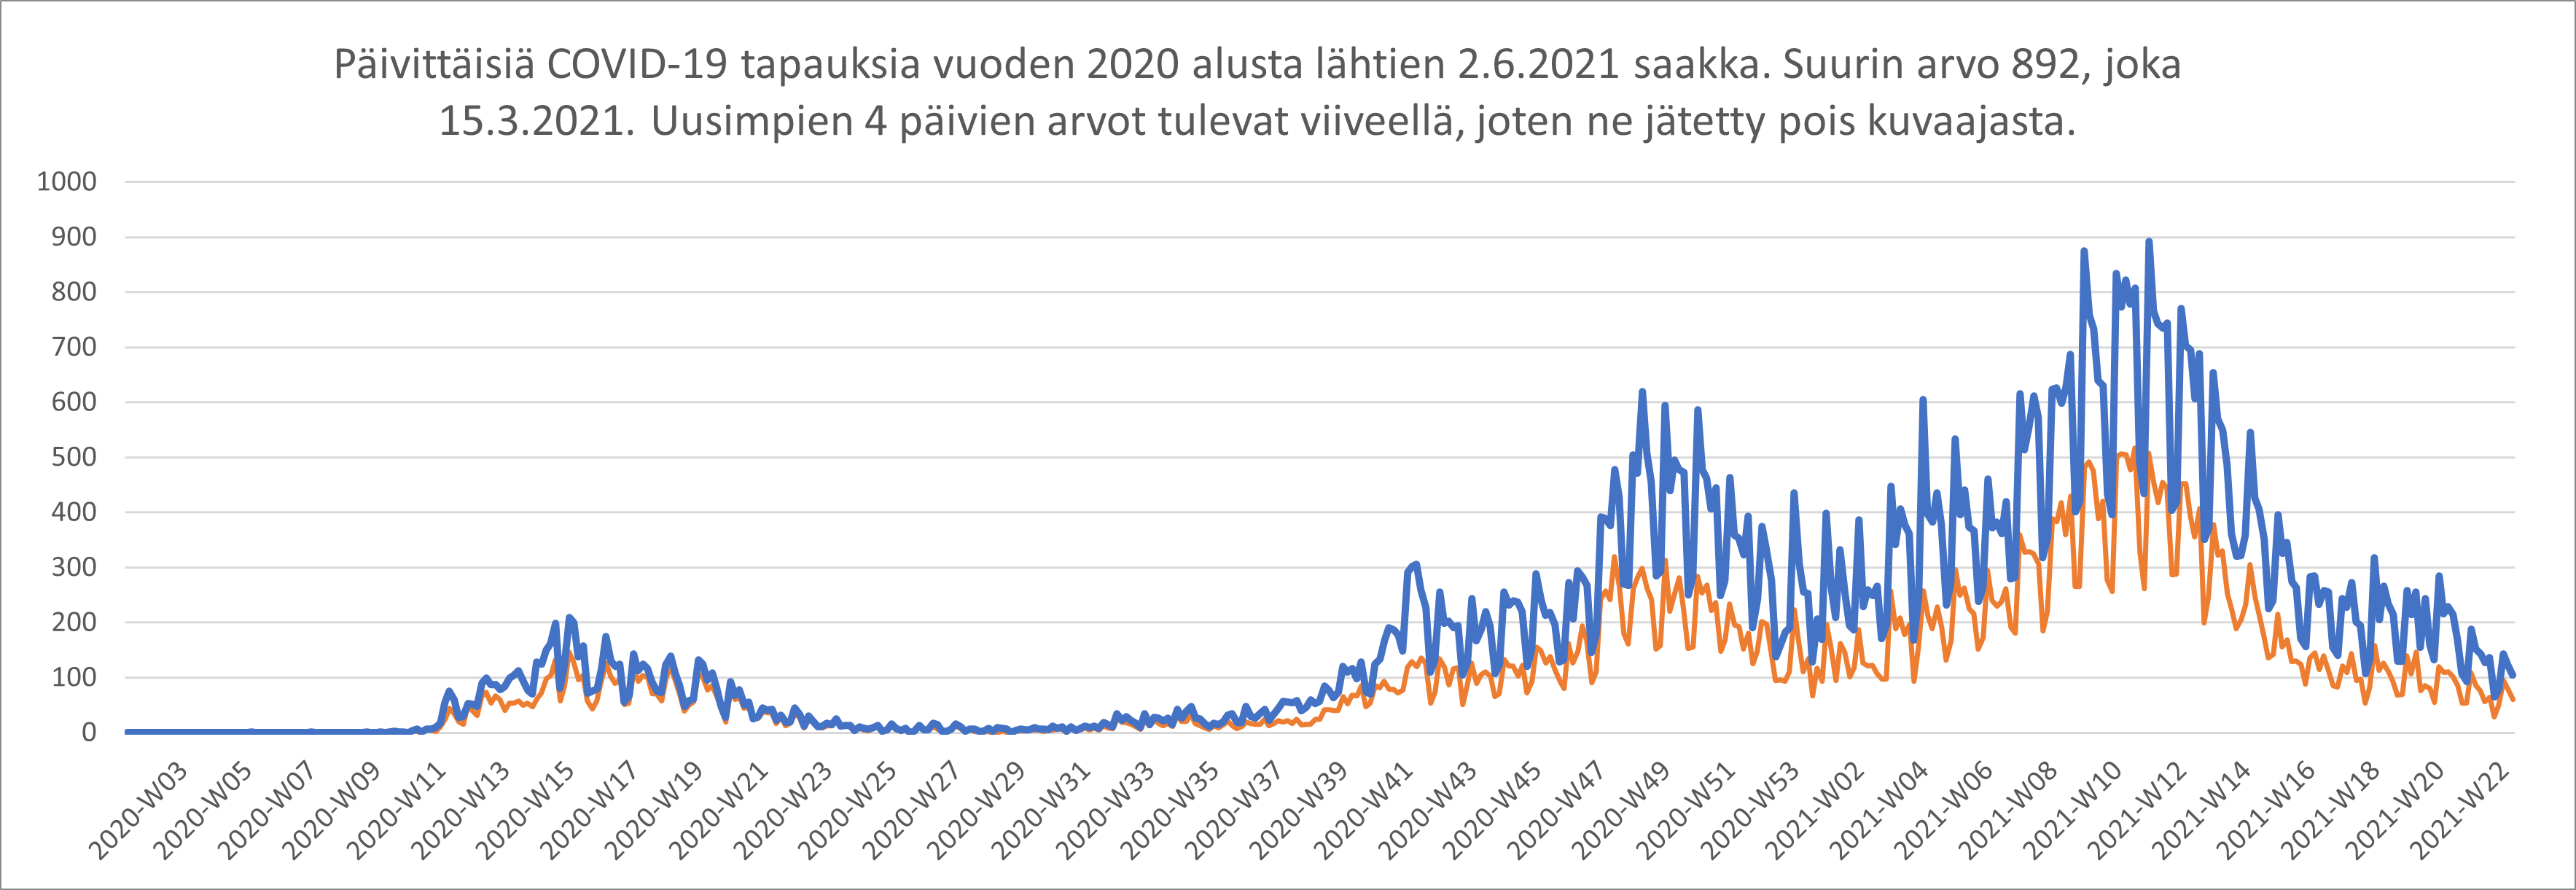 Päivittäisiä COVID-19 tapauksia vuoden 2020 alusta lähtien 2.6.2021 saakka. Suurin arvo 892, joka
15.3.2021. Uusimpien 4 päivien arvot tulevat viiveellä, joten ne jätetty pois kuvaajasta.
1000
900
800
700
600
500
400
300
200
100
0
2020-W03
2020-W05
2020-W07
2020-W09
2020-W11
2020-W13
2020-W15
2020-W17
2020-W19
2020-W21
2020-W23
2020-W25
2020-W27
2020-W29
2020-W31
2020-W33
2020-W35
2020-W37
2020-W39
2020-W41
2020-W43
2020-W45
2020-W47
2020-W49
2020-W51
2020-W53
2021-W02
2021-W04
2021-W06
2021-W08
2021-W10
2021-W12
2021-W14
2021-W16
2021-W18
2021-W20
2021-W22